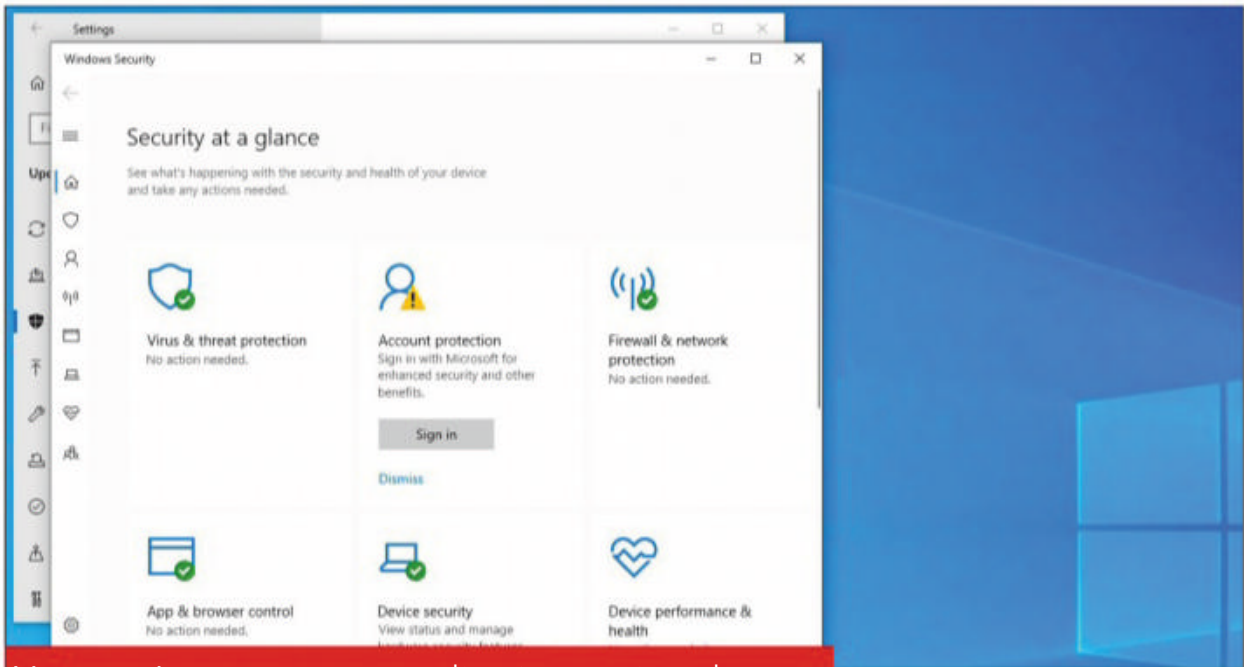 Settings
Windows Security
Security at a glance
See what's happening with the security and health of your device
and take any actions needed.
Virus & threat protection
No action needed.
Account protection
Sign in with Microsoft for
enhanced security and other
benefits.
Sign in
Dismiss
Firewall & network
protection
No action needed.
App & browser control
No action needed.
Device security
View status and manage
Device performance &
health